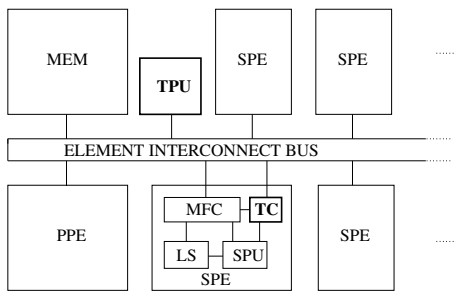 MEM
TPU
SPE
SPE
ELEMENT INTERCONNECT BUS
PPE
MFC
TC
LS
SPU
SPE
SPE